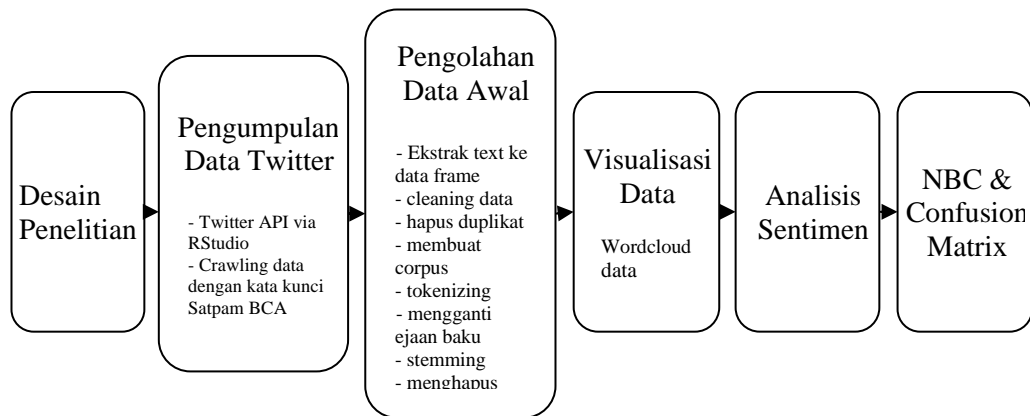 Desain
Penelitian
Pengumpulan
Data Twitter
- Twitter API via
RStudio
- Crawling data
dengan kata kunci
Satpam BCA
Pengolahan
Data Awal
- Ekstrak text ke
data frame
- cleaning data
- hapus duplikat
- membuat
corpus
- tokenizing
- mengganti
ejaan baku
- stemming
- menghapus
Visualisasi
Data
Wordcloud
data
Analisis
Sentimen
NBC &
Confusion
Matrix